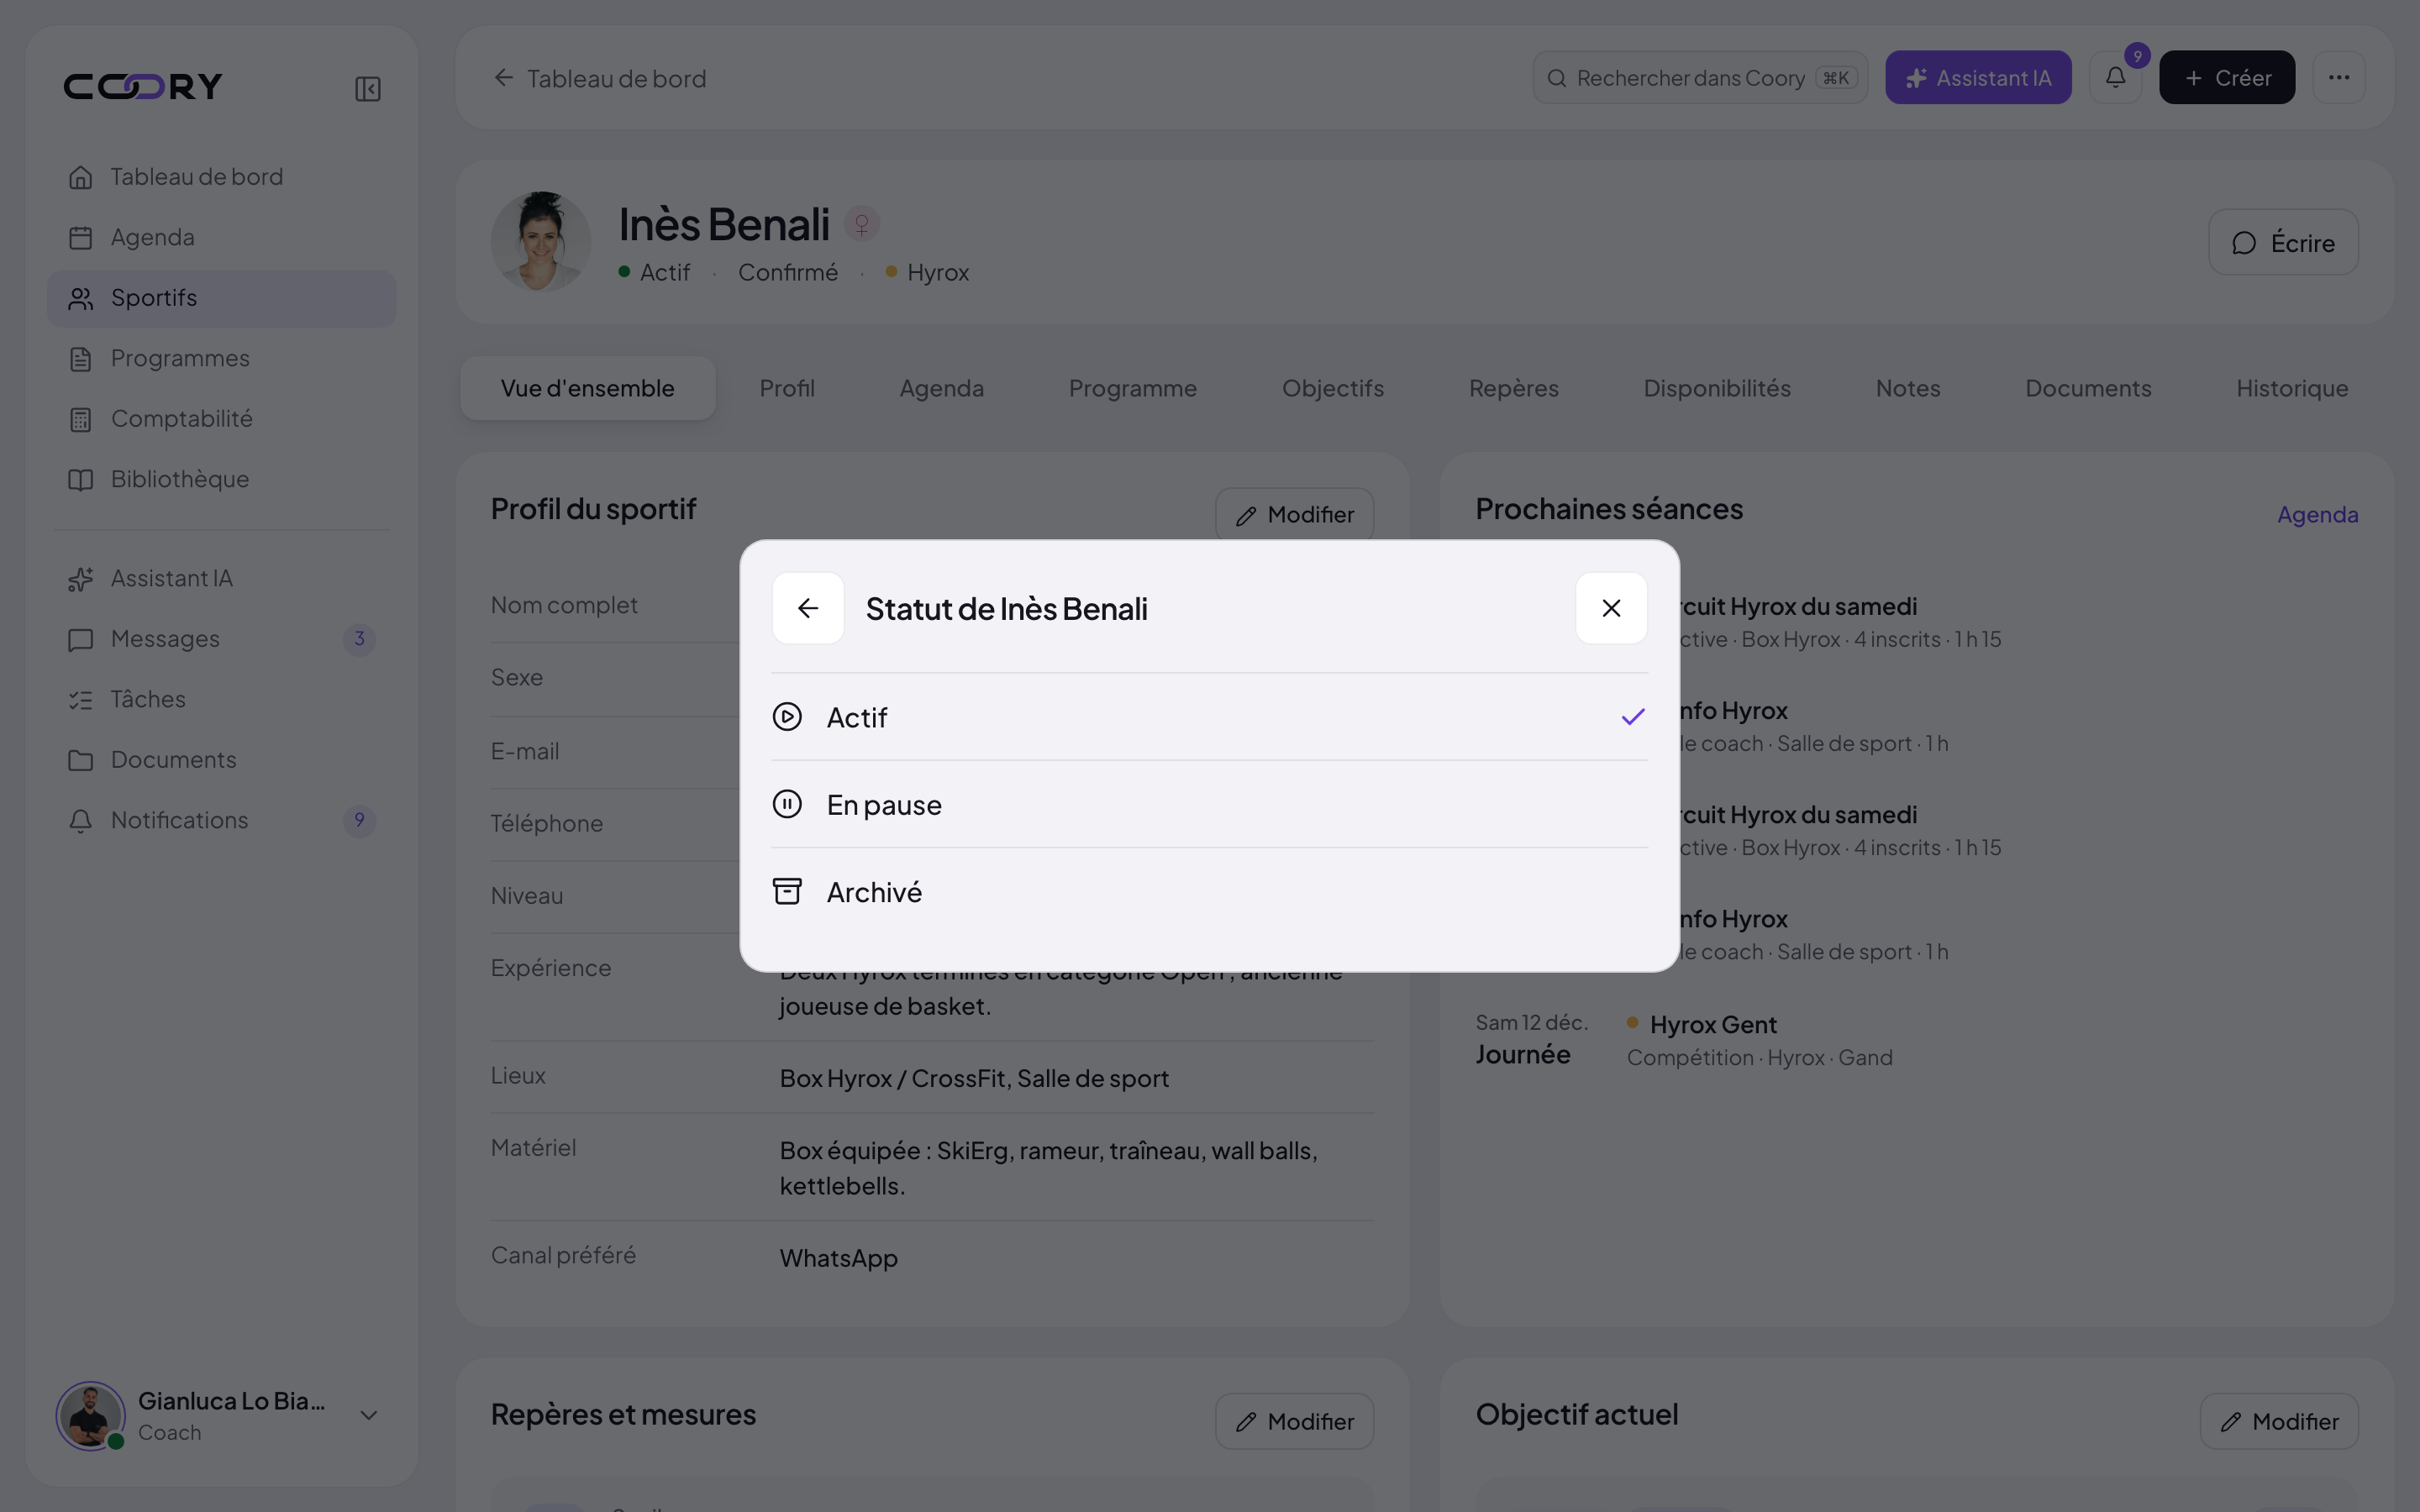 COORY
Tableau de bord
Agenda
Sportifs
Programmes
Comptabilité
Bibliothèque
Assistant IA
Messages 3
Tâches
Documents
Notifications 9
Gianluca Lo Bia...
Coach
Tableau de bord
Rechercher dans Coory ⌘K
Assistant IA
9
Créer
Inès Benali
Actif · Confirmé · Hyrox
Écrire
Vue d'ensemble Profil Agenda Programme Objectifs Repères Disponibilités Notes Documents Historique
Profil du sportif
Modifier
Nom complet
Sexe
E-mail
Téléphone
Niveau
Expérience
Deux Hyrox terminés en catégorie Open ; ancienne
joueuse de basket.
Lieux
Box Hyrox / CrossFit, Salle de sport
Matériel
Box équipée : SkiErg, rameur, traîneau, wall balls,
kettlebells.
Canal préféré
WhatsApp
Statut de Inès Benali
Actif
En pause
Archivé
Prochaines séances
Agenda
rcuit Hyrox du samedi
ctive · Box Hyrox · 4 inscrits · 1 h 15
nfo Hyrox
le coach · Salle de sport · 1 h
rcuit Hyrox du samedi
ctive · Box Hyrox · 4 inscrits · 1 h 15
nfo Hyrox
le coach · Salle de sport · 1 h
Sam 12 déc.
Journée
Hyrox Gent
Compétition · Hyrox · Gand
Repères et mesures
Modifier
Objectif actuel
Modifier